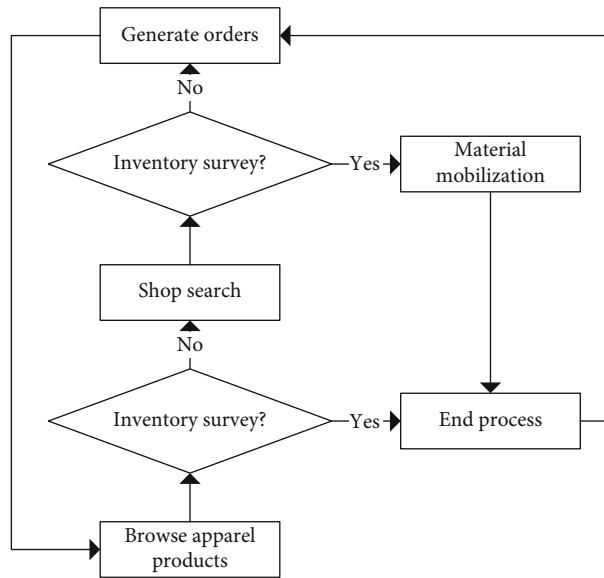 Generate orders
No
Inventory survey?
Yes
Material
mobilization
Shop search
No
Inventory survey?
Yes
End process
Browse apparel
products